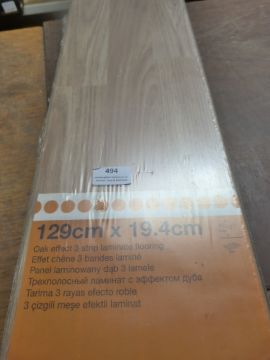 494
129cm x 19.4cm
Oak effect 3 strip laminate flooring
Effet chêne 3 bandes laminé
Panel laminowany dąb 3 lamele
Трехполосный ламинат с эффектом дуба
Tarima 3 rayas efecto roble
3 çizgili meşe efektli laminat